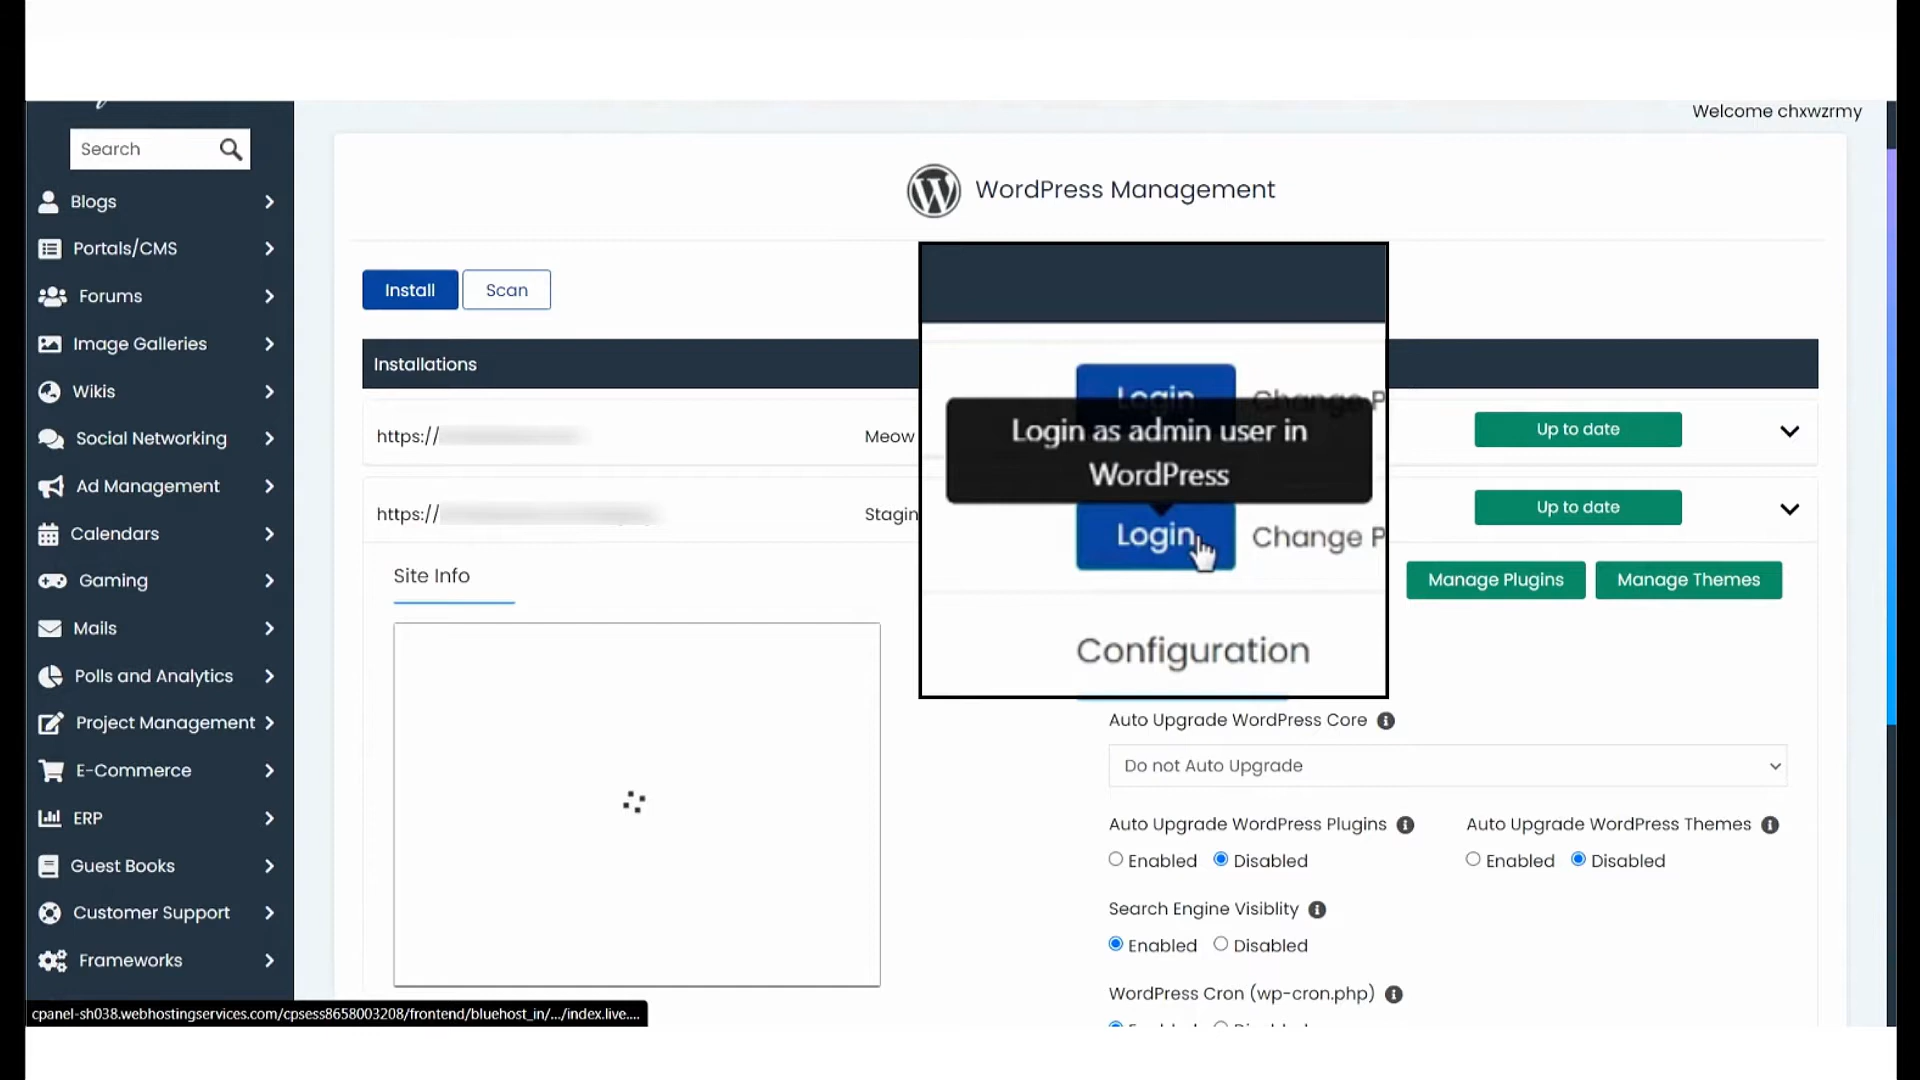 Welcome chxwzrmy
Search
Blogs
Portals/CMS
Forums
Image Galleries
Wikis
Social Networking
Ad Management
Calendars
Gaming
Mails
Polls and Analytics
Project Management
E-Commerce
ERP
Guest Books
Customer Support
Frameworks
WordPress Management
Install Scan
Installations
https:// Meow
Up to date
https:// Stagin
Up to date
Login Change P
Login as admin user in
WordPress
Login Change P
Configuration
Site Info
Manage Plugins Manage Themes
Auto Upgrade WordPress Core
Do not Auto Upgrade
Auto Upgrade WordPress Plugins Auto Upgrade WordPress Themes
Enabled Disabled Enabled Disabled
Search Engine Visiblity
Enabled Disabled
WordPress Cron (wp-cron.php)
cpanel-sh038.webhostingservices.com/cpsess8658003208/frontend/bluehost_in/.../index.live....